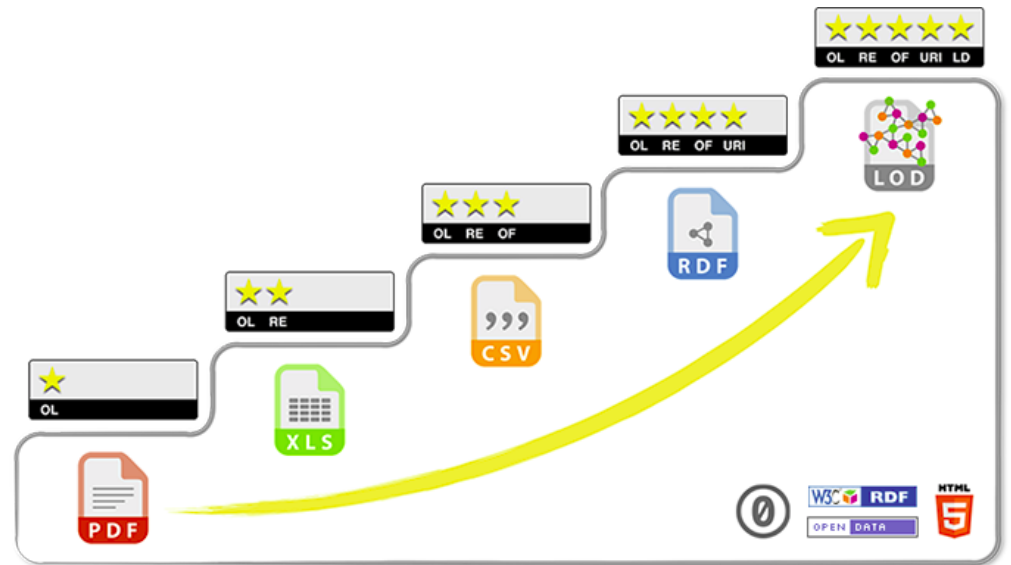 OL RE OF URI LD
LOD
OL RE OF URI
RDF
OL RE OF
CSV
OL RE
XLS
OL
PDF
0
W3C RDF
OPEN DATA
HTML
5